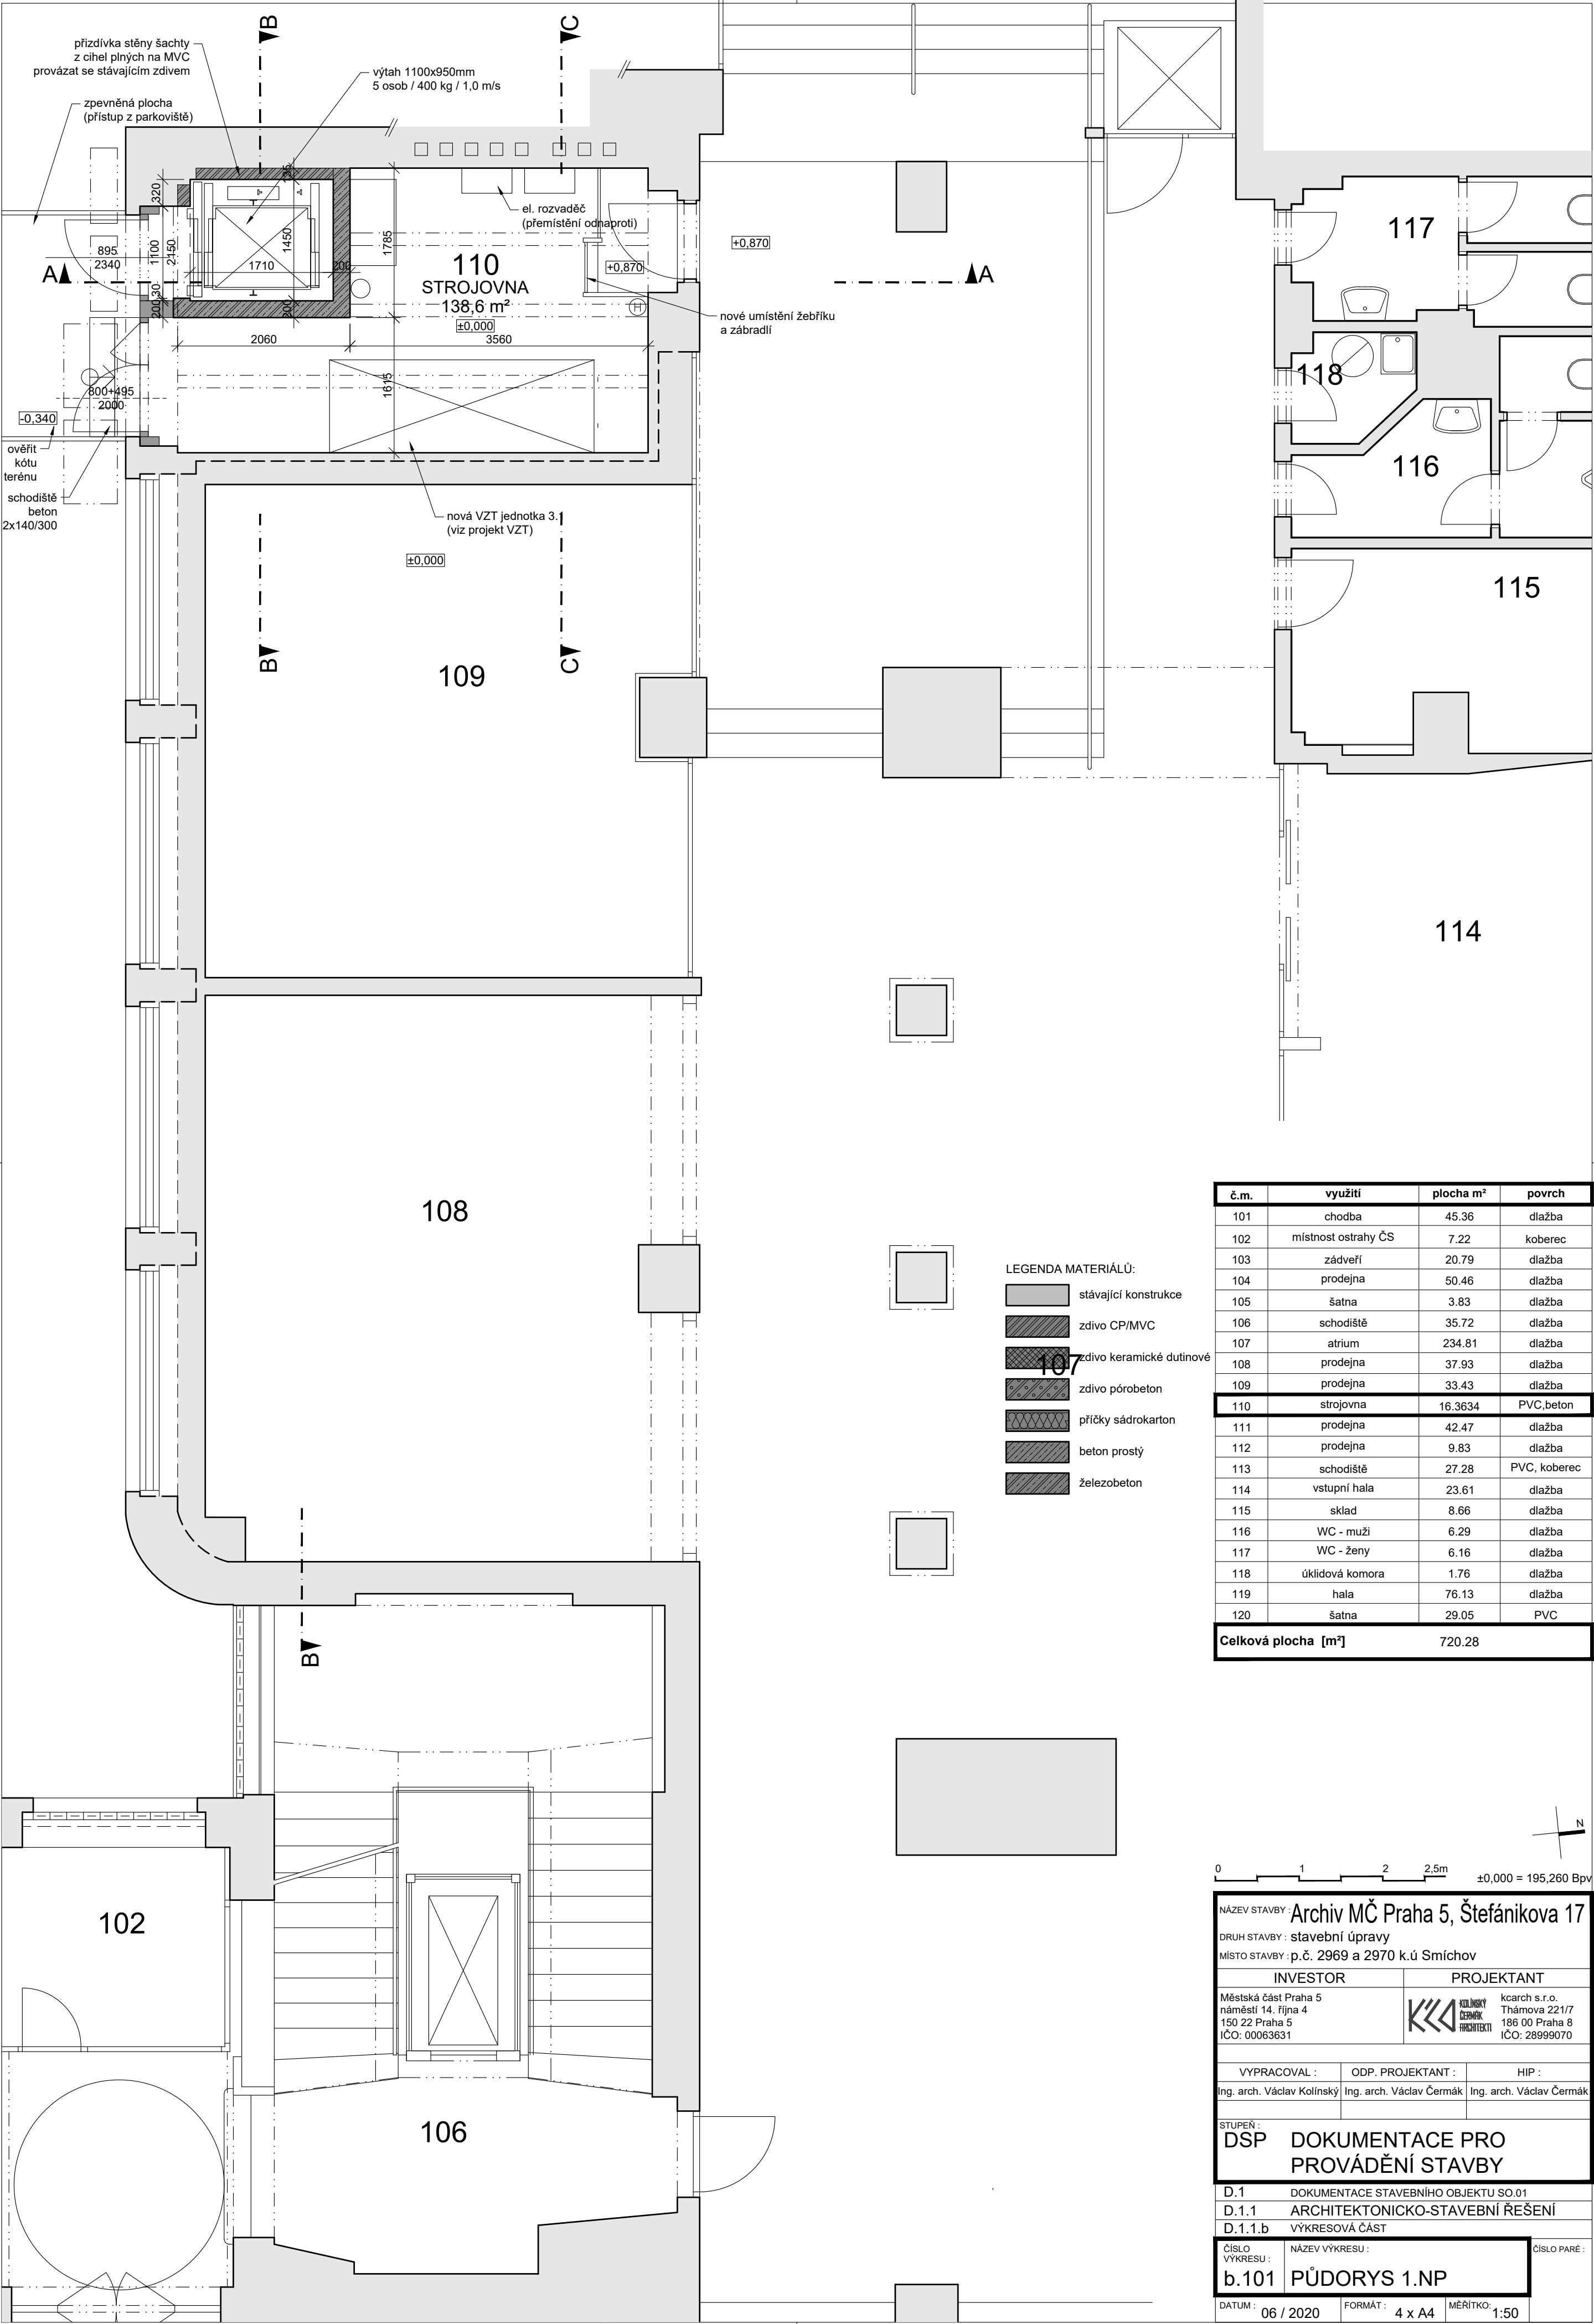 přizdívka stěny šachty
z cihel plných na MVC
provázat se stávajícím zdivem
zpevněná plocha
(přístup z parkoviště)
B
C
výtah 1100x950mm
5 osob / 400 kg / 1,0 m/s
el. rozvaděč
(přemístění odnaproti)
320
1100
2150
200
30
895
2340
1450
1710
200
200
1785
A
A
110
STROJOVNA
138,6 m²
±0,000
+0,870
+0,870
H
nové umístění žebříku
a zábradlí
2060
3560
1615
800+495
2000
-0,340
ověřit
kótu
terénu
schodiště
beton
2x140/300
nová VZT jednotka 3.1
(viz projekt VZT)
±0,000
B
C
109
117
118
116
115
114
108
107
B
102
106
LEGENDA MATERIÁLŮ:
stávající konstrukce
zdivo CP/MVC
zdivo keramické dutinové
zdivo pórobeton
příčky sádrokarton
beton prostý
železobeton
č.m. využití plocha m² povrch
101 chodba 45.36 dlažba
102 místnost ostrahy ČS 7.22 koberec
103 zádveří 20.79 dlažba
104 prodejna 50.46 dlažba
105 šatna 3.83 dlažba
106 schodiště 35.72 dlažba
107 atrium 234.81 dlažba
108 prodejna 37.93 dlažba
109 prodejna 33.43 dlažba
110 strojovna 16.3634 PVC,beton
111 prodejna 42.47 dlažba
112 prodejna 9.83 dlažba
113 schodiště 27.28 PVC, koberec
114 vstupní hala 23.61 dlažba
115 sklad 8.66 dlažba
116 WC - muži 6.29 dlažba
117 WC - ženy 6.16 dlažba
118 úklidová komora 1.76 dlažba
119 hala 76.13 dlažba
120 šatna 29.05 PVC
Celková plocha [m²] 720.28
N
0 1 2 2,5m
±0,000 = 195,260 Bpv
NÁZEV STAVBY : Archiv MČ Praha 5, Štefánikova 17
DRUH STAVBY : stavební úpravy
MÍSTO STAVBY : p.č. 2969 a 2970 k.ú Smíchov
INVESTOR PROJEKTANT
Městská část Praha 5
náměstí 14. října 4
150 22 Praha 5
IČO: 00063631
KOLÍNSKÝ
ČERMÁK
ARCHITEKTI
kcarch s.r.o.
Thámova 221/7
186 00 Praha 8
IČO: 28999070
VYPRACOVAL : ODP. PROJEKTANT : HIP :
Ing. arch. Václav Kolínský Ing. arch. Václav Čermák Ing. arch. Václav Čermák
STUPEŇ :
DSP DOKUMENTACE PRO
PROVÁDĚNÍ STAVBY
D.1 DOKUMENTACE STAVEBNÍHO OBJEKTU SO.01
D.1.1 ARCHITEKTONICKO-STAVEBNÍ ŘEŠENÍ
D.1.1.b VÝKRESOVÁ ČÁST
ČÍSLO
VÝKRESU :
NÁZEV VÝKRESU :
ČÍSLO PARÉ :
b.101 PŮDORYS 1.NP
DATUM : 06 / 2020 FORMÁT : 4 x A4 MĚŘÍTKO: 1:50